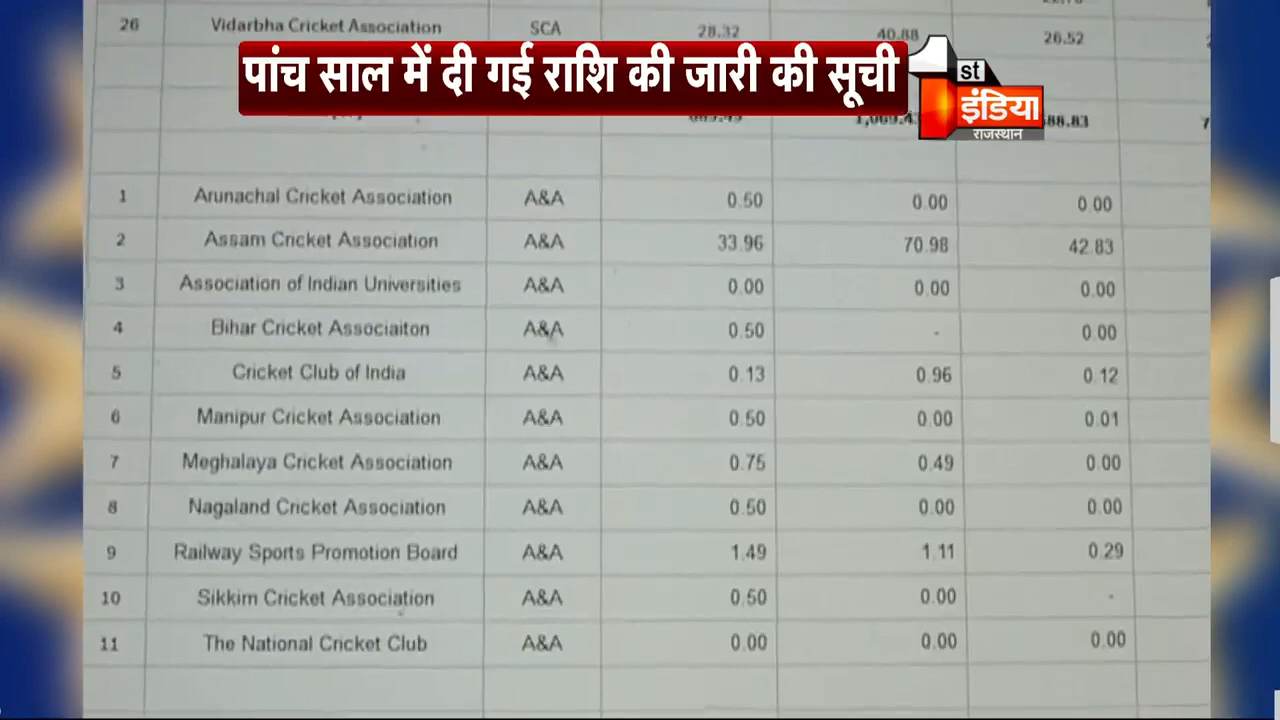 26 Vidarbha Cricket Association SCA 28.32 40.88 26.52
पांच साल में दी गई राशि की जारी की सूची
1st
इंडिया
राजस्थान
1 Arunachal Cricket Association A&A 0.50 0.00 0.00
2 Assam Cricket Association A&A 33.96 70.98 42.83
3 Association of Indian Universities A&A 0.00 0.00 0.00
4 Bihar Cricket Associaiton A&A 0.50 - 0.00
5 Cricket Club of India A&A 0.13 0.96 0.12
6 Manipur Cricket Association A&A 0.50 0.00 0.01
7 Meghalaya Cricket Association A&A 0.75 0.49 0.00
8 Nagaland Cricket Association A&A 0.50 0.00 0.00
9 Railway Sports Promotion Board A&A 1.49 1.11 0.29
10 Sikkim Cricket Association A&A 0.50 0.00 -
11 The National Cricket Club A&A 0.00 0.00 0.00